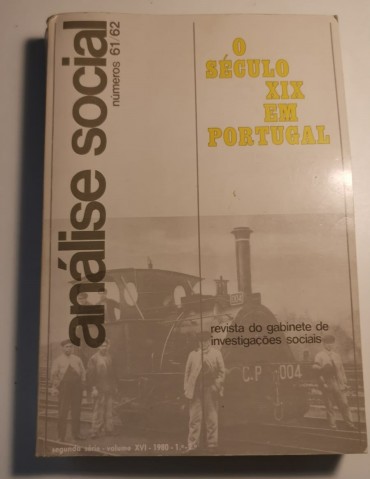 análise social
números 61/62
O
SÉCULO
XIX
EM
PORTUGAL
revista do gabinete de
investigações sociais
C.P. 004
segunda série - volume XVI - 1980 - 1.º